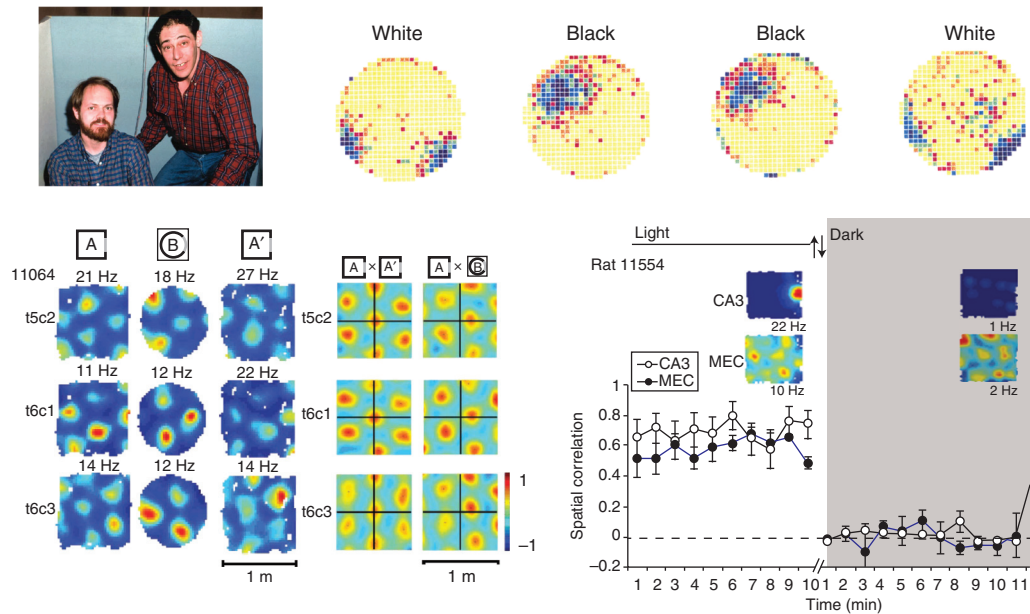 White
Black
Black
White
A
B
A′
11064
21 Hz
18 Hz
27 Hz
t5c2
11 Hz
12 Hz
22 Hz
t6c1
14 Hz
12 Hz
14 Hz
t6c3
1 m
A × A′
A × B
t5c2
t6c1
t6c3
1
–1
1 m
Light
Dark
Rat 11554
CA3
22 Hz
1 Hz
MEC
10 Hz
2 Hz
CA3
MEC
Spatial correlation
1.0
0.8
0.6
0.4
0.2
0
–0.2
1 2 3 4 5 6 7 8 9 10 1 2 3 4 5 6 7 8 9 10 11
Time (min)